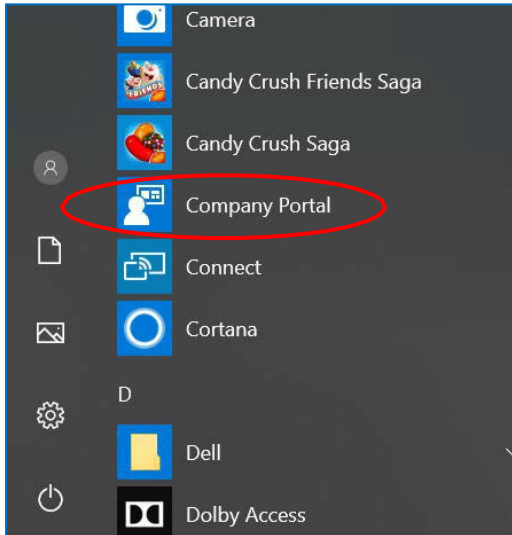 Camera
Candy Crush Friends Saga
Candy Crush Saga
Company Portal
Connect
Cortana
D
Dell
Dolby Access